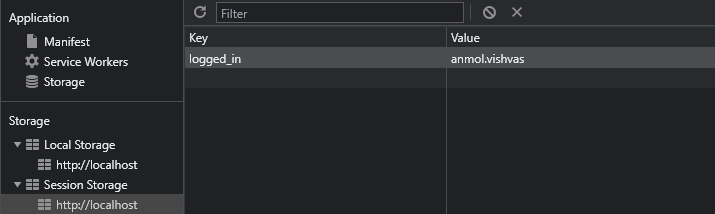 Application
Manifest
Service Workers
Storage
Storage
Local Storage
http://localhost
Session Storage
http://localhost
Filter
Key Value
logged_in anmol.vishvas